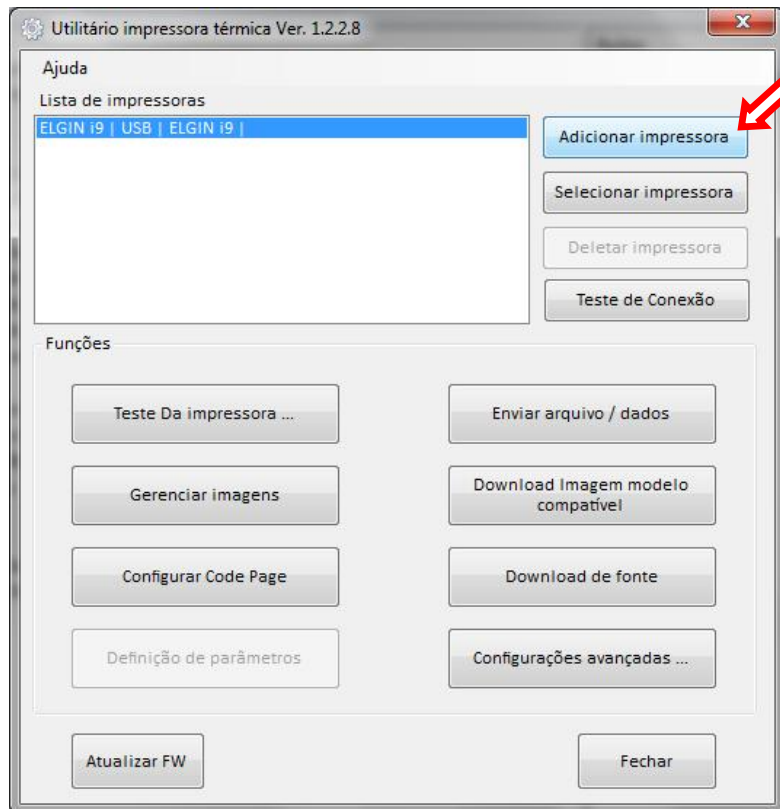 Utilitário impressora térmica Ver. 1.2.2.8
Ajuda
Lista de impressoras
ELGIN i9 | USB | ELGIN i9 |
Adicionar impressora
Selecionar impressora
Deletar impressora
Teste de Conexão
Funções
Teste Da impressora ...
Enviar arquivo / dados
Gerenciar imagens
Download Imagem modelo
compatível
Configurar Code Page
Download de fonte
Definição de parâmetros
Configurações avançadas ...
Atualizar FW
Fechar